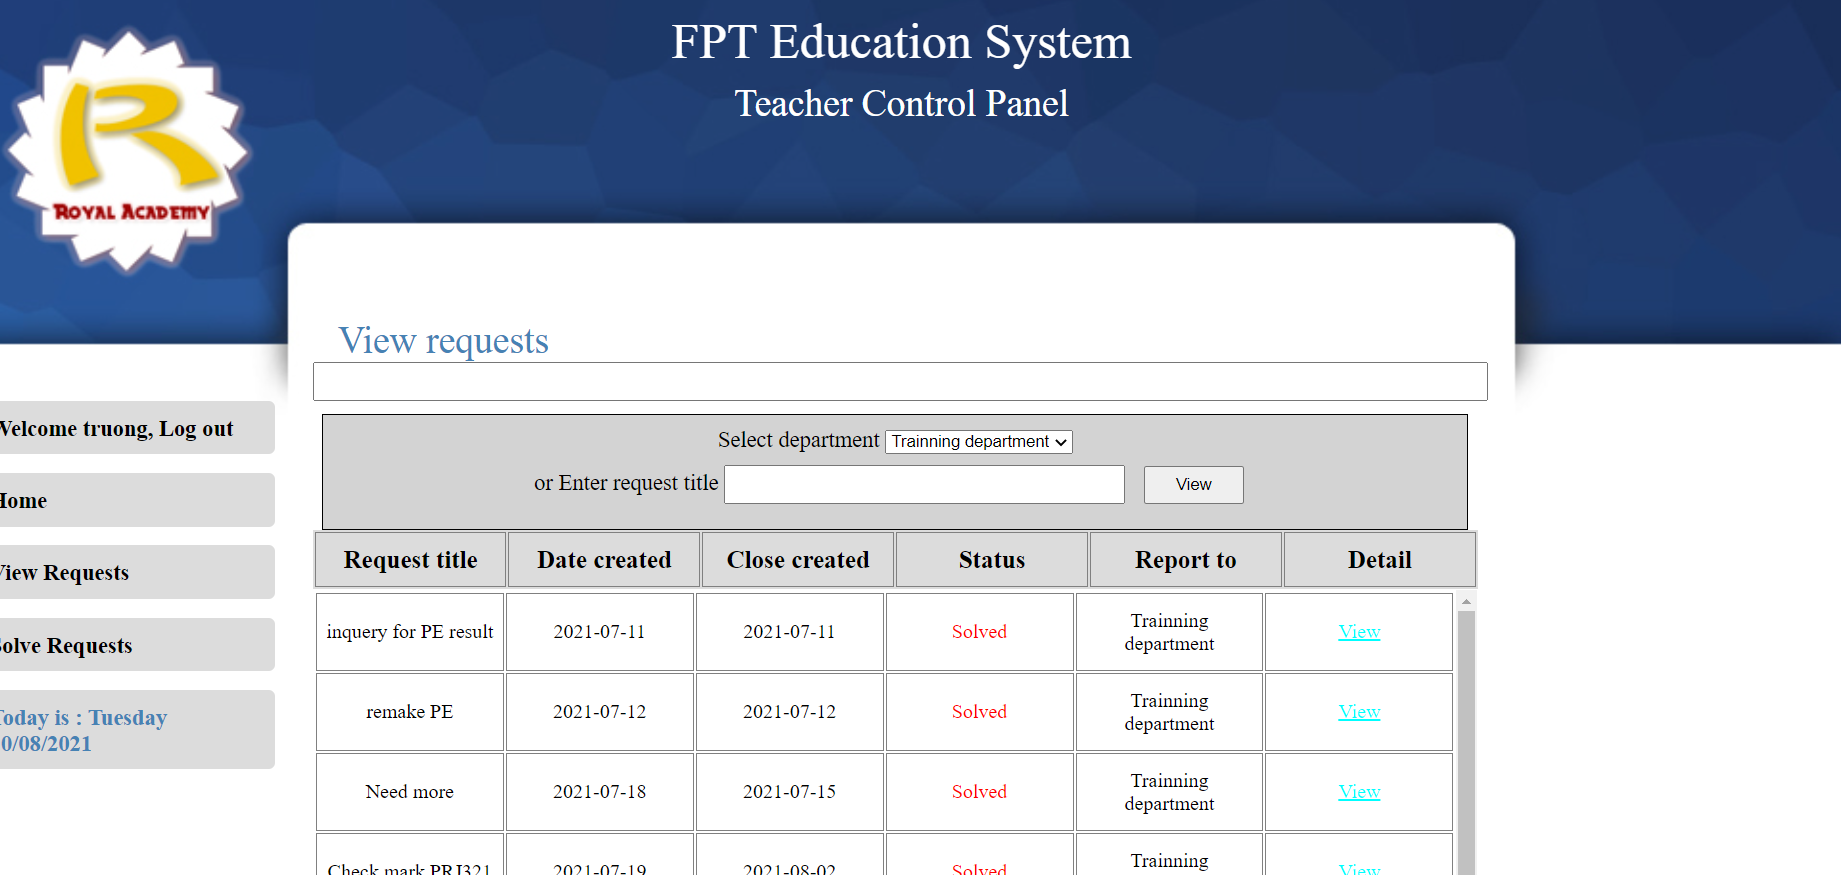 FPT Education System
Teacher Control Panel
ROYAL ACADEMY
View requests
Welcome truong, Log out
Home
View Requests
Solve Requests
Today is : Tuesday
0/08/2021
Select department Trainning department
or Enter request title View
Request title Date created Close created Status Report to Detail
inquery for PE result 2021-07-11 2021-07-11 Solved Trainning department View
remake PE 2021-07-12 2021-07-12 Solved Trainning department View
Need more 2021-07-18 2021-07-15 Solved Trainning department View
Check mark PRJ321 2021-07-19 2021-08-02 Solved Trainning View